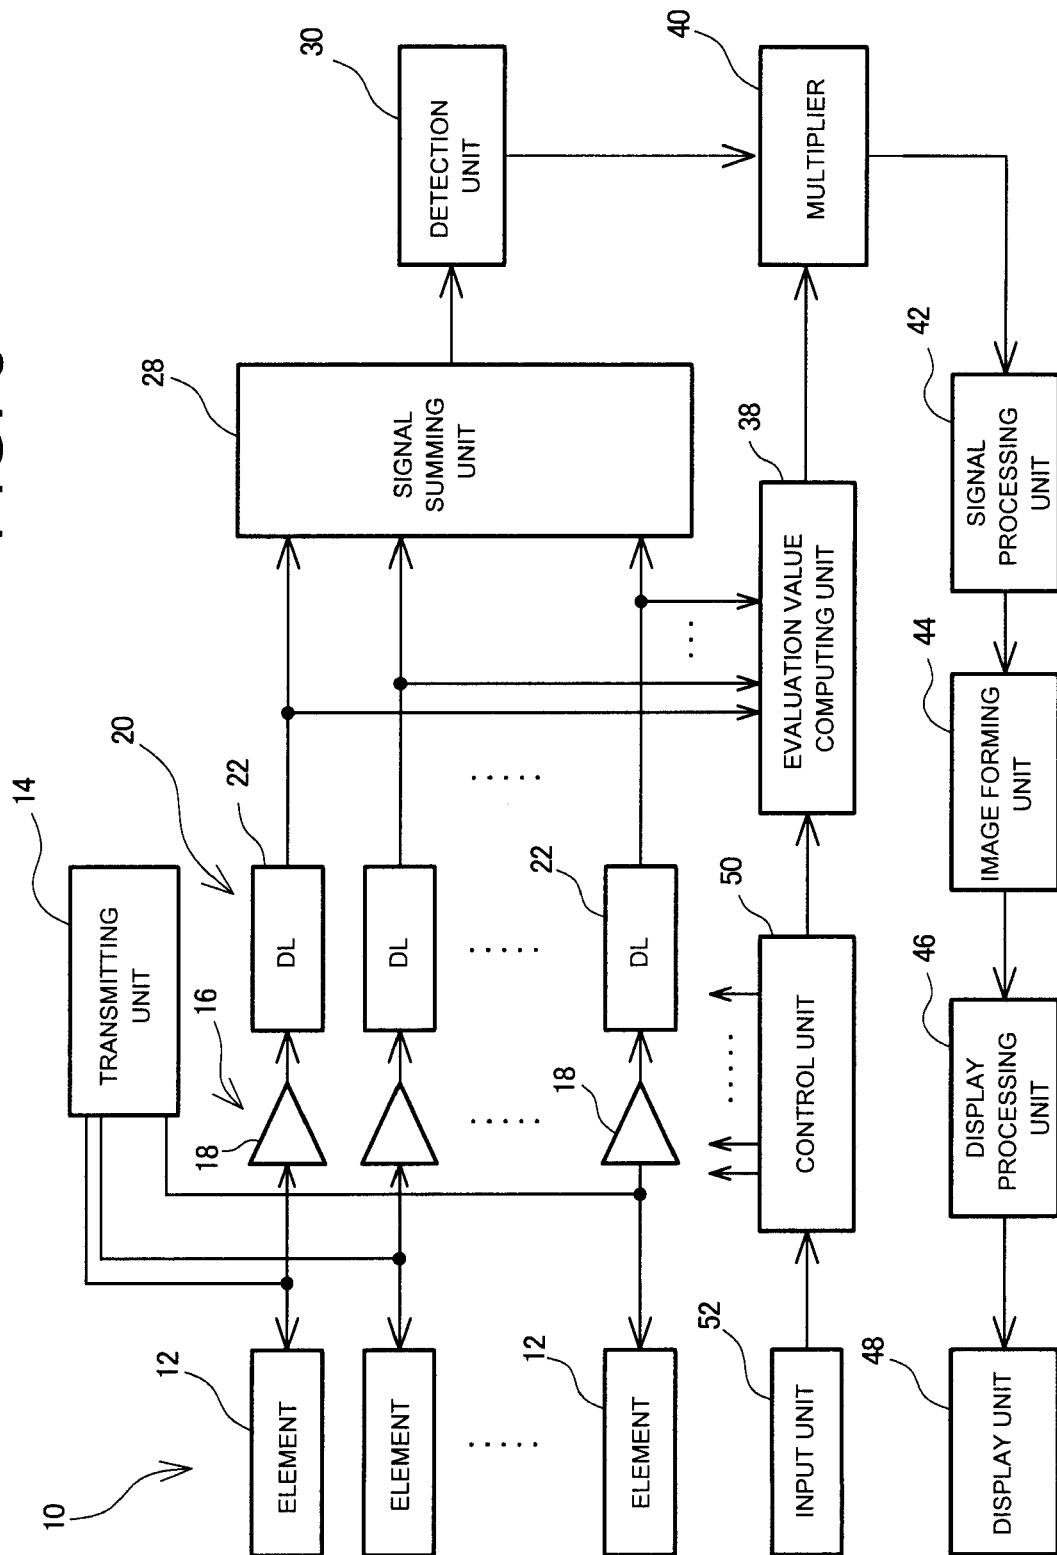 14
TRANSMITTING
UNIT
10
12
ELEMENT
18
16
20
22
DL
28
SIGNAL
SUMMING
UNIT
30
DETECTION
UNIT
ELEMENT
DL
.....
.....
.....
.....
12
ELEMENT
18
22
DL
...
52
INPUT UNIT
.....
50
CONTROL UNIT
38
EVALUATION VALUE
COMPUTING UNIT
40
MULTIPLIER
48
DISPLAY UNIT
46
DISPLAY
PROCESSING
UNIT
44
IMAGE FORMING
UNIT
42
SIGNAL
PROCESSING
UNIT